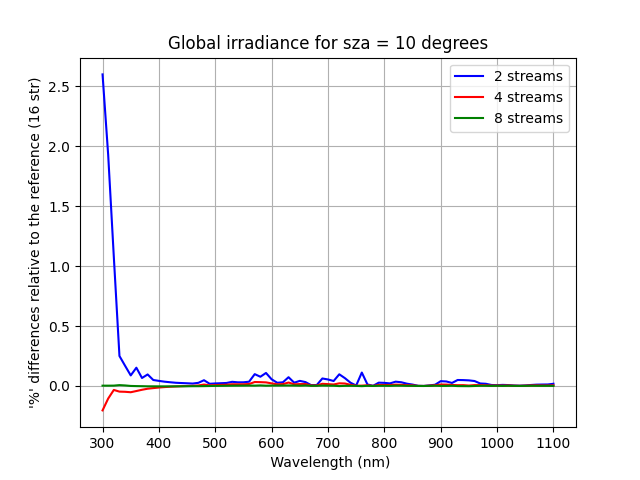 Global irradiance for sza = 10 degrees
2 streams
4 streams
8 streams
'%' differences relative to the reference (16 str)
2.5
2.0
1.5
1.0
0.5
0.0
300 400 500 600 700 800 900 1000 1100
Wavelength (nm)